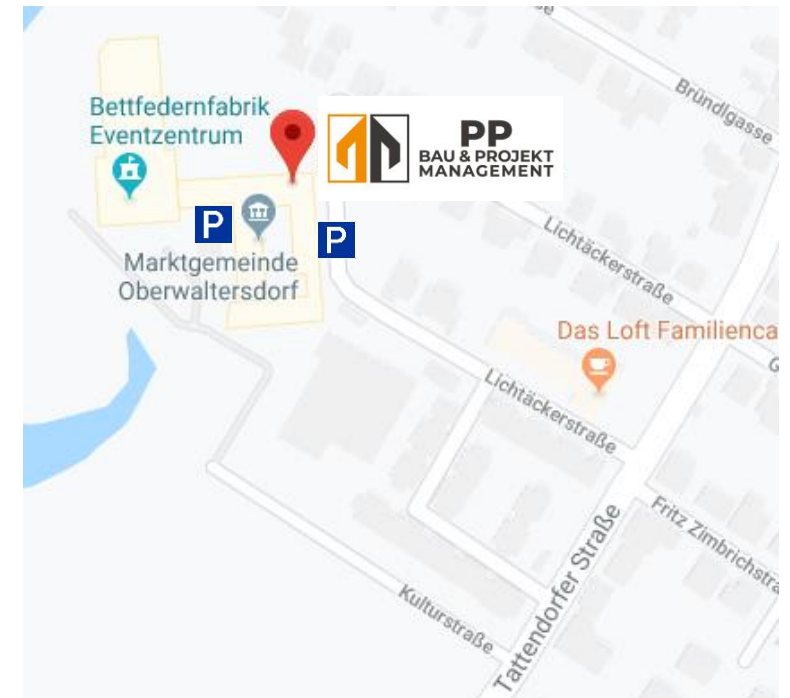 Bründlgasse
Bettfedernfabrik
Eventzentrum
PP
BAU & PROJEKT
MANAGEMENT
P
P
Marktgemeinde
Oberwaltersdorf
Lichtäckerstraße
Das Loft Familienca
Lichtäckerstraße
Fritz Zimbrichstra
Tattendorfer Straße
Kulturstraße